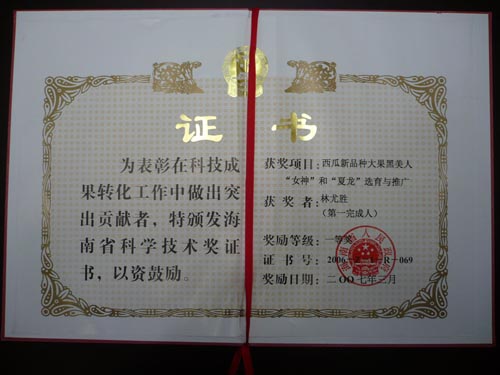 证书
为表彰在科技成
果转化工作中做出突
出贡献者，特颁发海
南省科学技术奖证
书，以资鼓励。
获奖项目：西瓜新品种大果黑美人
“女神”和“夏龙”选育与推广
获奖者：林尤胜
（第一完成人）
奖励等级：一等奖
证书号：2006 R-069
奖励日期：二〇〇七年三月